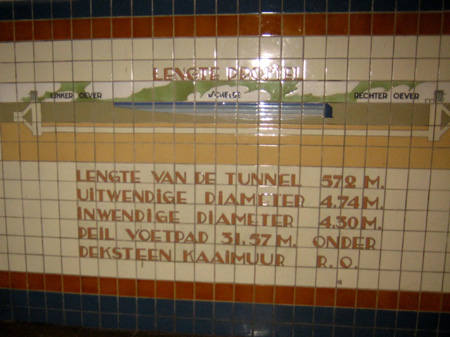 LENGTE PROFIEL
LINKER OEVER SCHELDE RECHTER OEVER
LENGTE VAN DE TUNNEL 572 M.
UITWENDIGE DIAMETER 4.74 M.
INWENDIGE DIAMETER 4.30 M.
PEIL VOETPAD 31.57 M. ONDER
DEKSTEEN KAAIMUUR R. O.